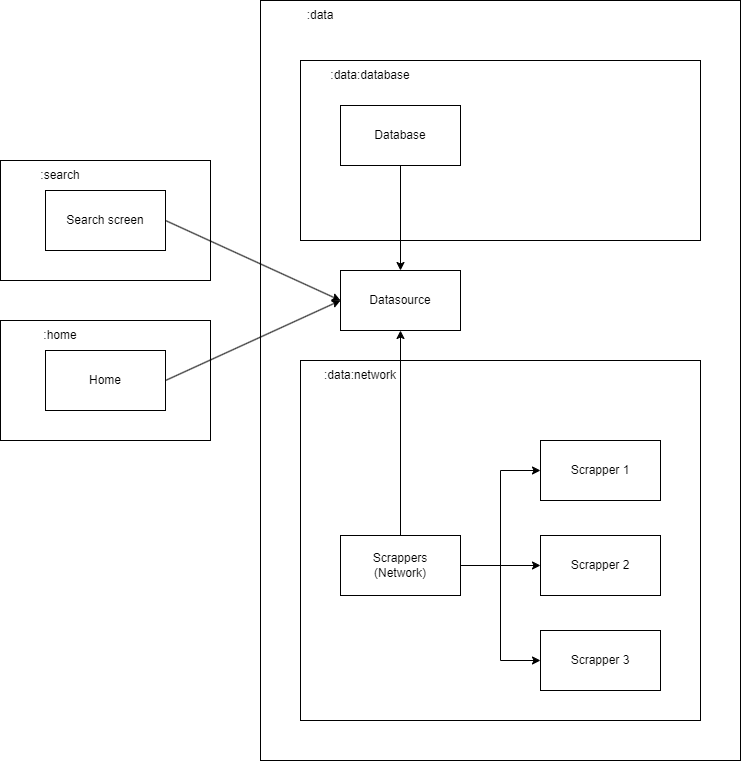 :data
:data:database
Database
:search
Search screen
Datasource
:home
Home
:data:network
Scrapper 1
Scrappers
(Network)
Scrapper 2
Scrapper 3